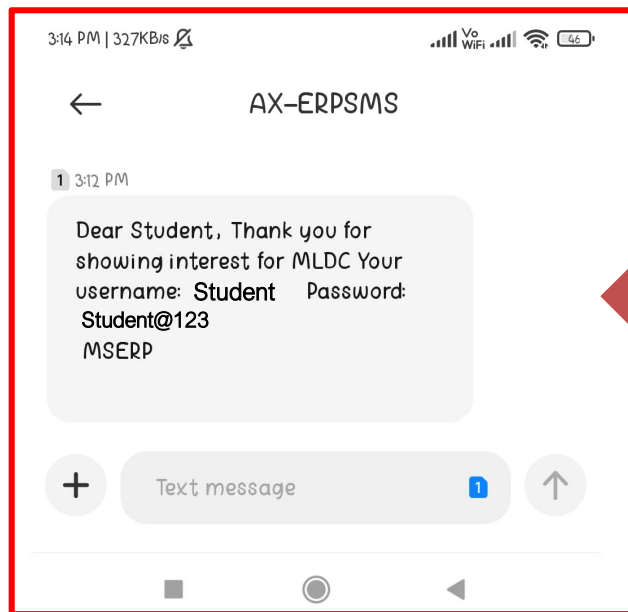 3:14 PM | 327KB/s Vo WiFi 46
AX-ERPSMS
1 3:12 PM
Dear Student, Thank you for
showing interest for MLDC Your
username: Student Password:
Student@123
MSERP
Text message 1